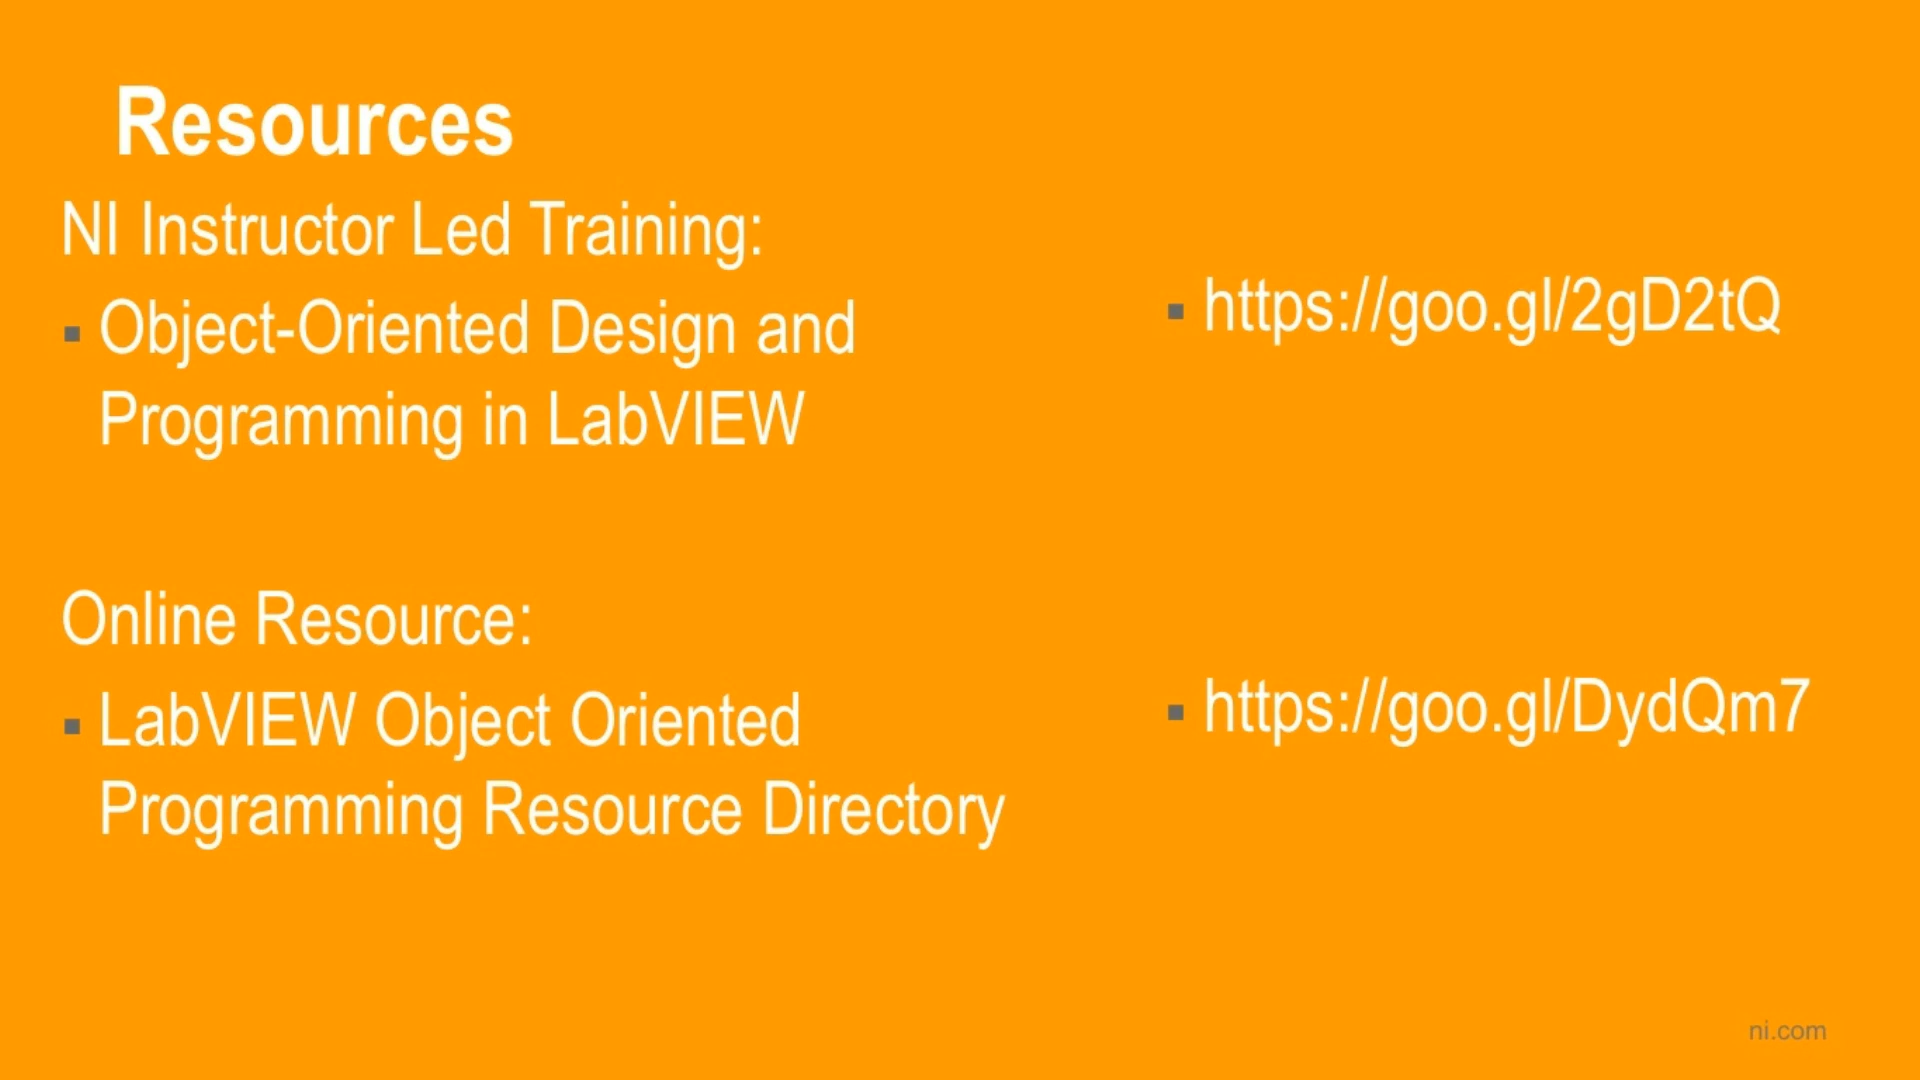 Resources
NI Instructor Led Training:
▪ Object-Oriented Design and
Programming in LabVIEW
▪ https://goo.gl/2gD2tQ
Online Resource:
▪ LabVIEW Object Oriented
Programming Resource Directory
▪ https://goo.gl/DydQm7
ni.com